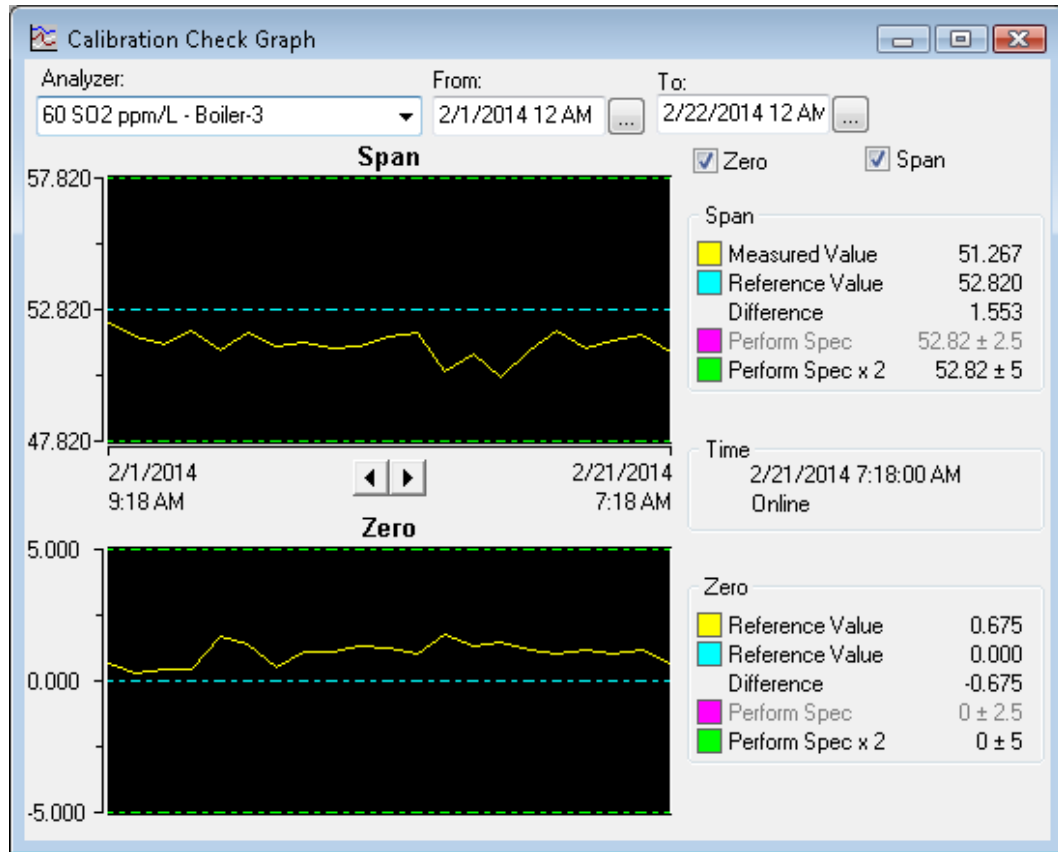 Calibration Check Graph
Analyzer:
From:
To:
60 SO2 ppm/L - Boiler-3
2/1/2014 12 AM
...
2/22/2014 12 AM
...
Span
Zero
Span
57.820
52.820
47.820
2/1/2014
9:18 AM
2/21/2014
7:18 AM
Span
Measured Value 51.267
Reference Value 52.820
Difference 1.553
Perform Spec 52.82 ± 2.5
Perform Spec x 2 52.82 ± 5
Time
2/21/2014 7:18:00 AM
Online
Zero
5.000
0.000
-5.000
Zero
Reference Value 0.675
Reference Value 0.000
Difference -0.675
Perform Spec 0 ± 2.5
Perform Spec x 2 0 ± 5